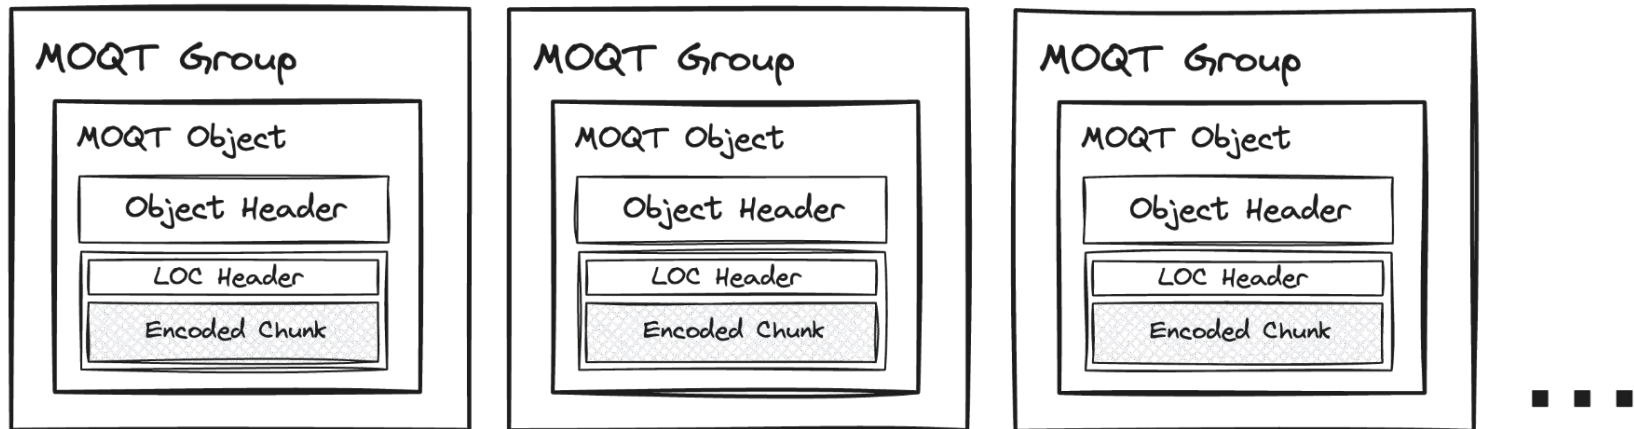 MOQT Group
MOQT Object
Object Header
LOC Header
Encoded Chunk
MOQT Group
MOQT Object
Object Header
LOC Header
Encoded Chunk
MOQT Group
MOQT Object
Object Header
LOC Header
Encoded Chunk
...